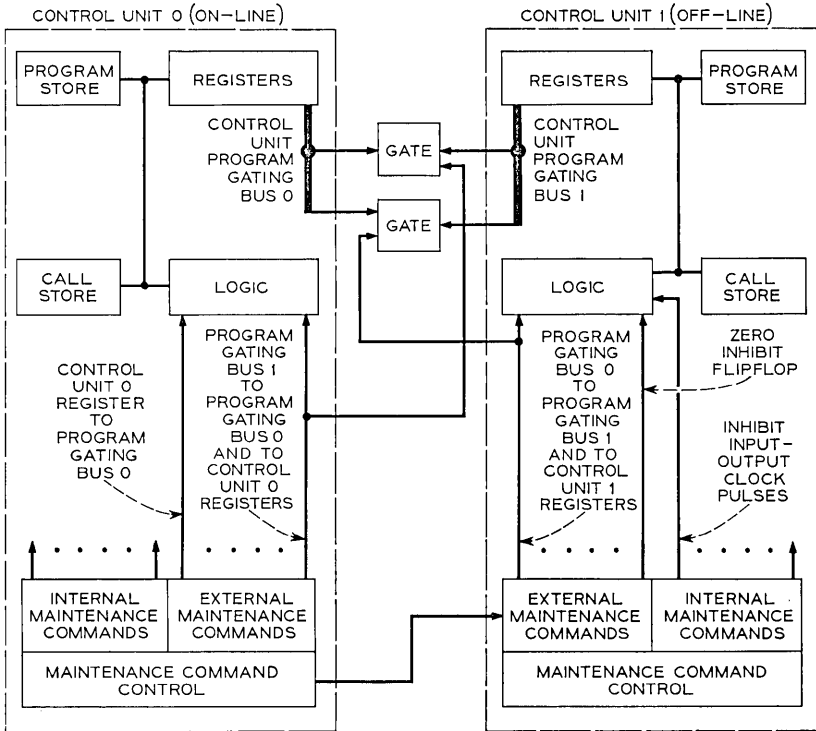 CONTROL UNIT 0 (ON-LINE)
CONTROL UNIT 1 (OFF-LINE)
PROGRAM
STORE
REGISTERS
REGISTERS
PROGRAM
STORE
CONTROL
UNIT
PROGRAM
GATING
BUS 0
GATE
GATE
CONTROL
UNIT
PROGRAM
GATING
BUS 1
CALL
STORE
LOGIC
LOGIC
CALL
STORE
CONTROL
UNIT 0
REGISTER
TO
PROGRAM
GATING
BUS 0
PROGRAM
GATING
BUS 1
TO
PROGRAM
GATING
BUS 0
AND TO
CONTROL
UNIT 0
REGISTERS
PROGRAM
GATING
BUS 0
TO
PROGRAM
GATING
BUS 1
AND TO
CONTROL
UNIT 1
REGISTERS
ZERO
INHIBIT
FLIPFLOP
INHIBIT
INPUT-
OUTPUT
CLOCK
PULSES
INTERNAL
MAINTENANCE
COMMANDS
EXTERNAL
MAINTENANCE
COMMANDS
MAINTENANCE COMMAND
CONTROL
EXTERNAL
MAINTENANCE
COMMANDS
INTERNAL
MAINTENANCE
COMMANDS
MAINTENANCE COMMAND
CONTROL